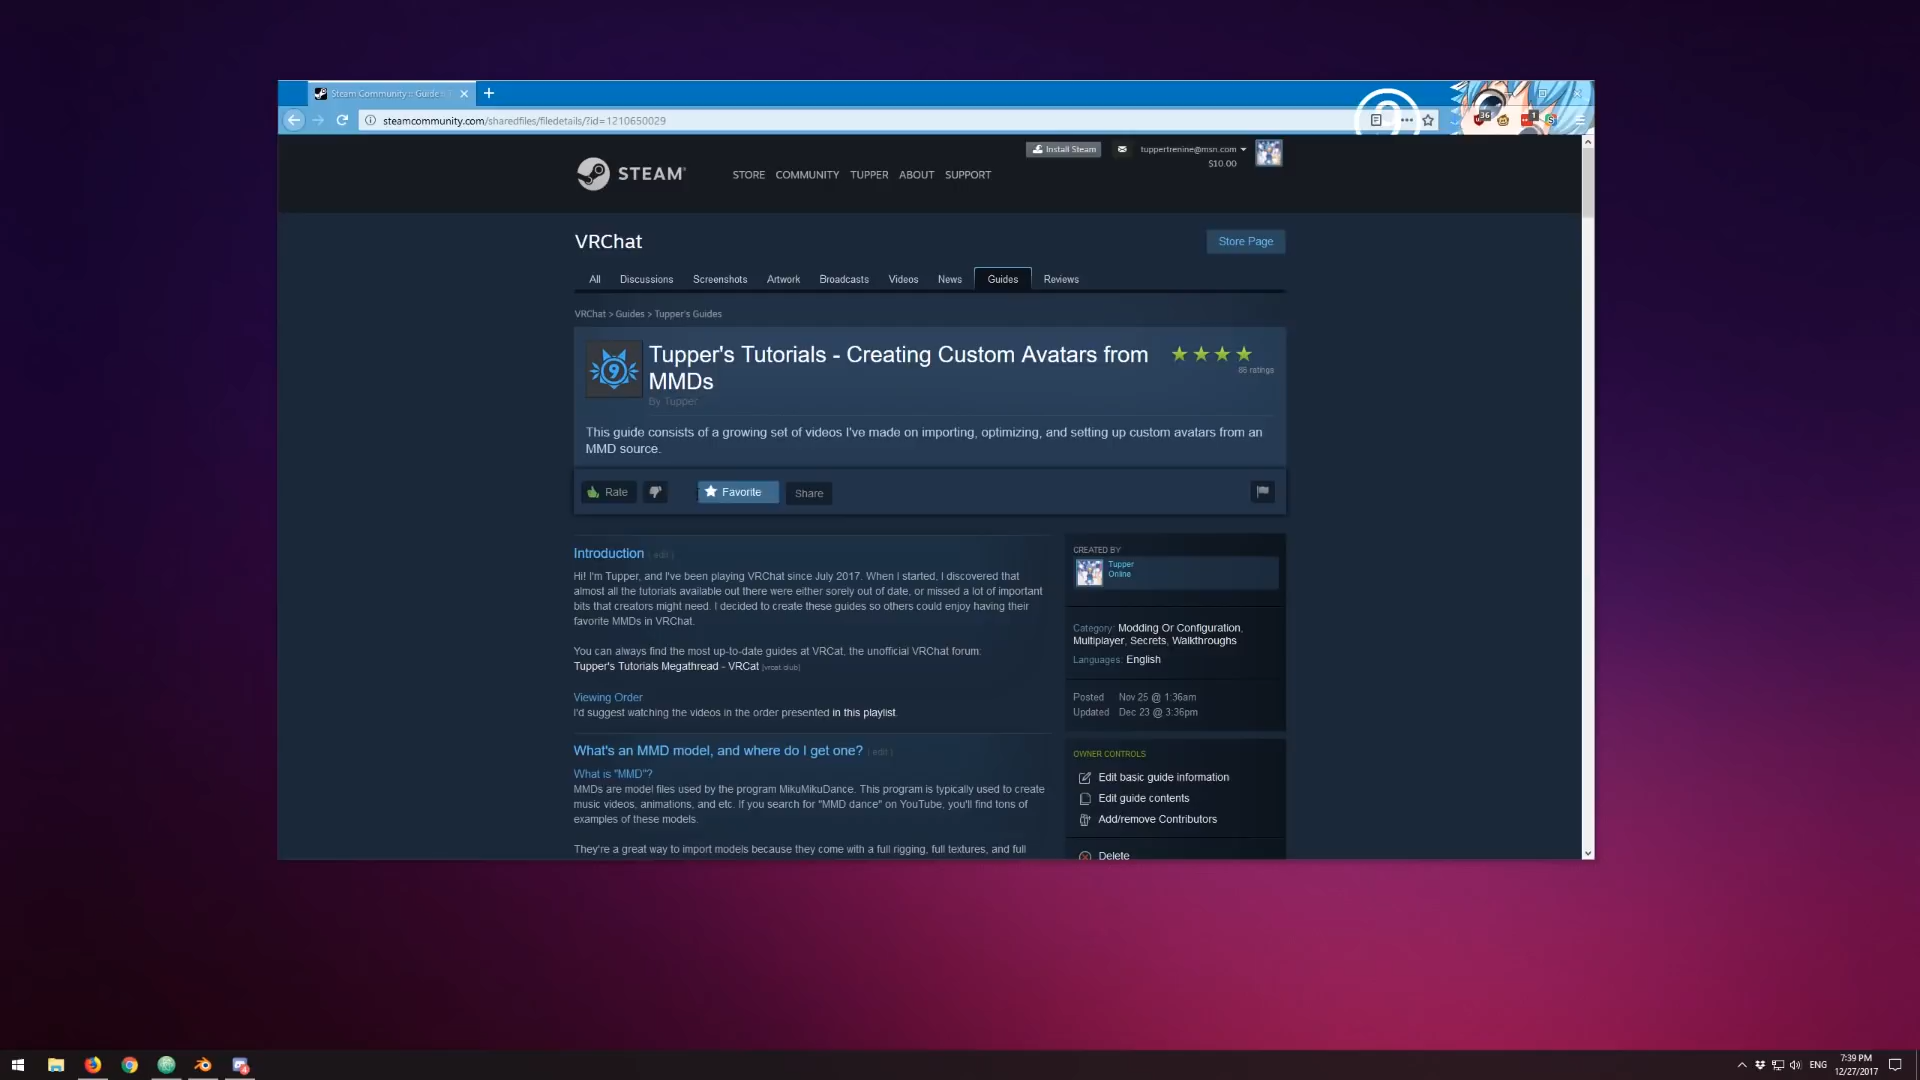 Steam Community :: Guide ::
steamcommunity.com/sharedfiles/filedetails/?id=1210650029
36
1
Install Steam
tuppertrenine@msn.com
$10.00
STEAM
STORE COMMUNITY TUPPER ABOUT SUPPORT
VRChat
Store Page
All Discussions Screenshots Artwork Broadcasts Videos News Guides Reviews
VRChat > Guides > Tupper's Guides
9
Tupper's Tutorials - Creating Custom Avatars from
MMDs
86 ratings
By Tupper
This guide consists of a growing set of videos I've made on importing, optimizing, and setting up custom avatars from an
MMD source.
Rate
Favorite
Share
Introduction ( edit )
Hi! I'm Tupper, and I've been playing VRChat since July 2017. When I started, I discovered that
almost all the tutorials available out there were either sorely out of date, or missed a lot of important
bits that creators might need. I decided to create these guides so others could enjoy having their
favorite MMDs in VRChat.
You can always find the most up-to-date guides at VRCat, the unofficial VRChat forum:
Tupper's Tutorials Megathread - VRCat [vrcat.club]
Viewing Order
I'd suggest watching the videos in the order presented in this playlist.
What's an MMD model, and where do I get one? ( edit )
What is "MMD"?
MMDs are model files used by the program MikuMikuDance. This program is typically used to create
music videos, animations, and etc. If you search for "MMD dance" on YouTube, you'll find tons of
examples of these models.
They're a great way to import models because they come with a full rigging, full textures, and full
CREATED BY
Tupper
Online
Category: Modding Or Configuration,
Multiplayer, Secrets, Walkthroughs
Languages: English
Posted Nov 25 @ 1:36am
Updated Dec 23 @ 3:36pm
OWNER CONTROLS
Edit basic guide information
Edit guide contents
Add/remove Contributors
Delete
ENG
7:39 PM
12/27/2017